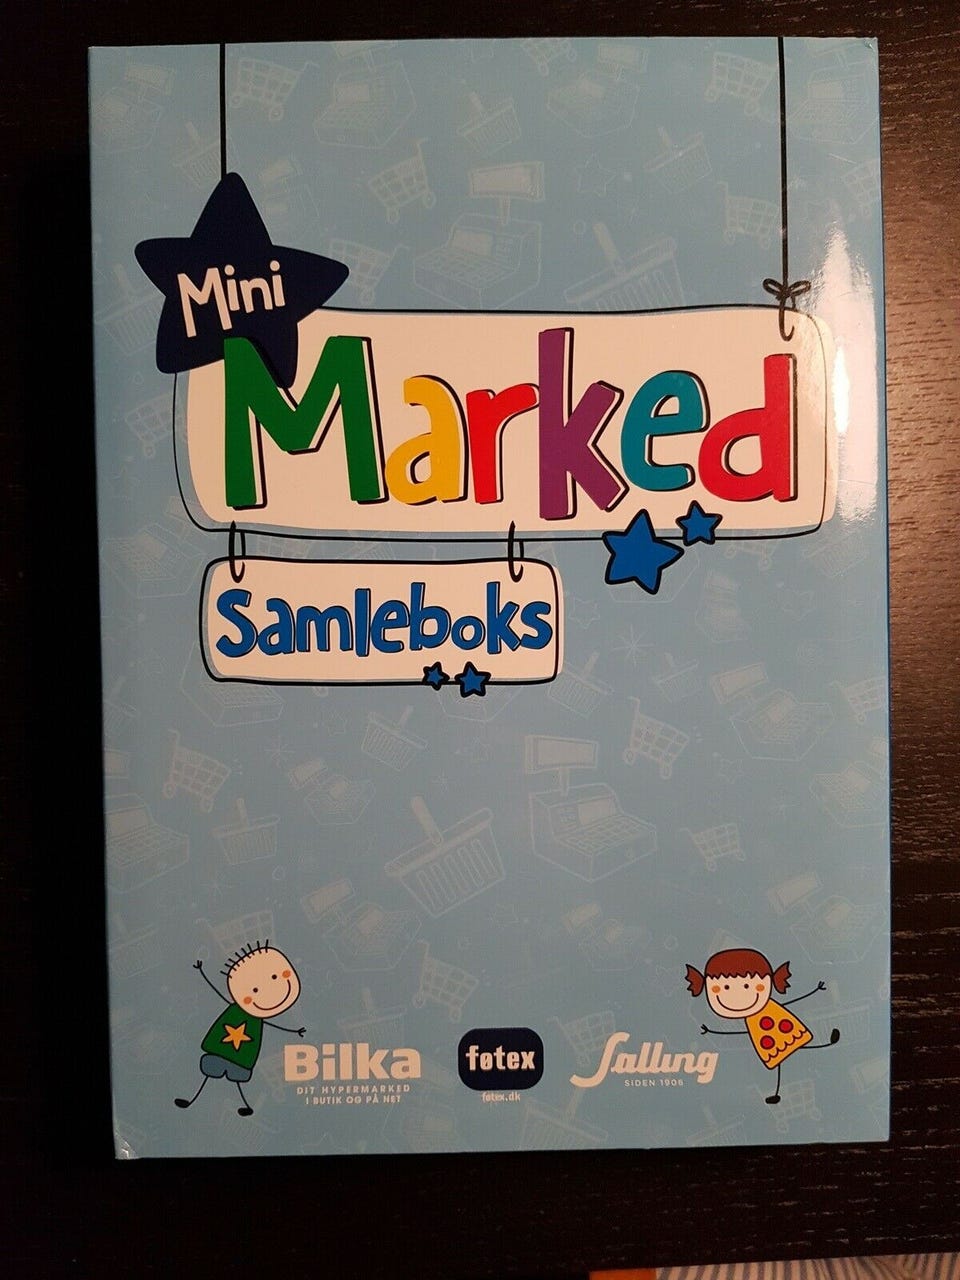 Mini
Marked
Samleboks
Bilka
DIT HYPERMARKED
I BUTIK OG PÅ NET
føtex
føtex.dk
Salling
SIDEN 1906